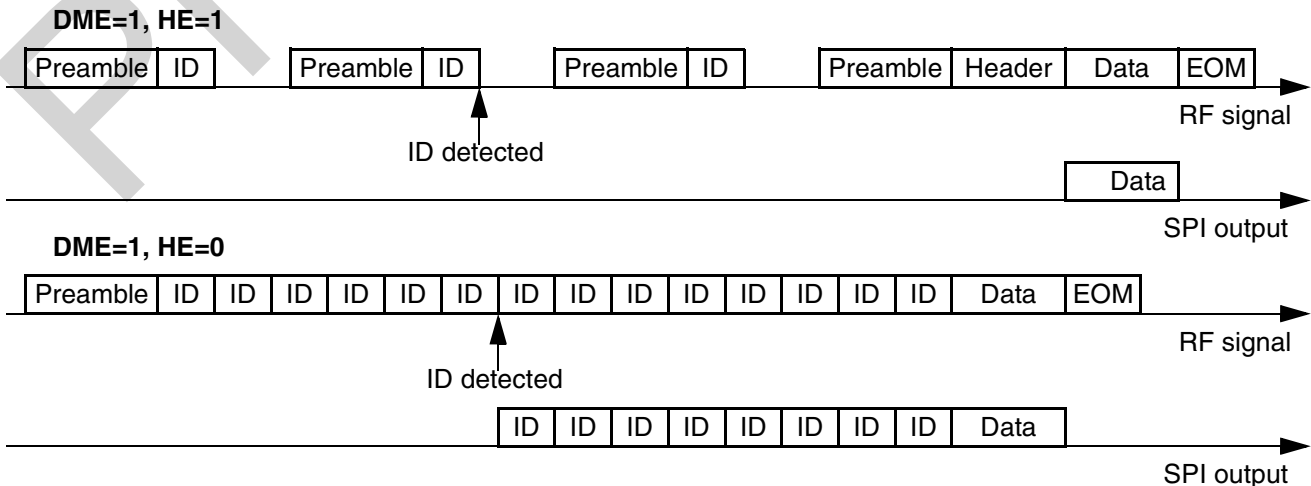 DME=1, HE=1
Preamble ID Preamble ID Preamble ID Preamble Header Data EOM
RF signal
ID detected
Data
SPI output
DME=1, HE=0
Preamble ID ID ID ID ID ID ID ID ID ID ID ID ID ID Data EOM
RF signal
ID detected
ID ID ID ID ID ID ID ID Data
SPI output